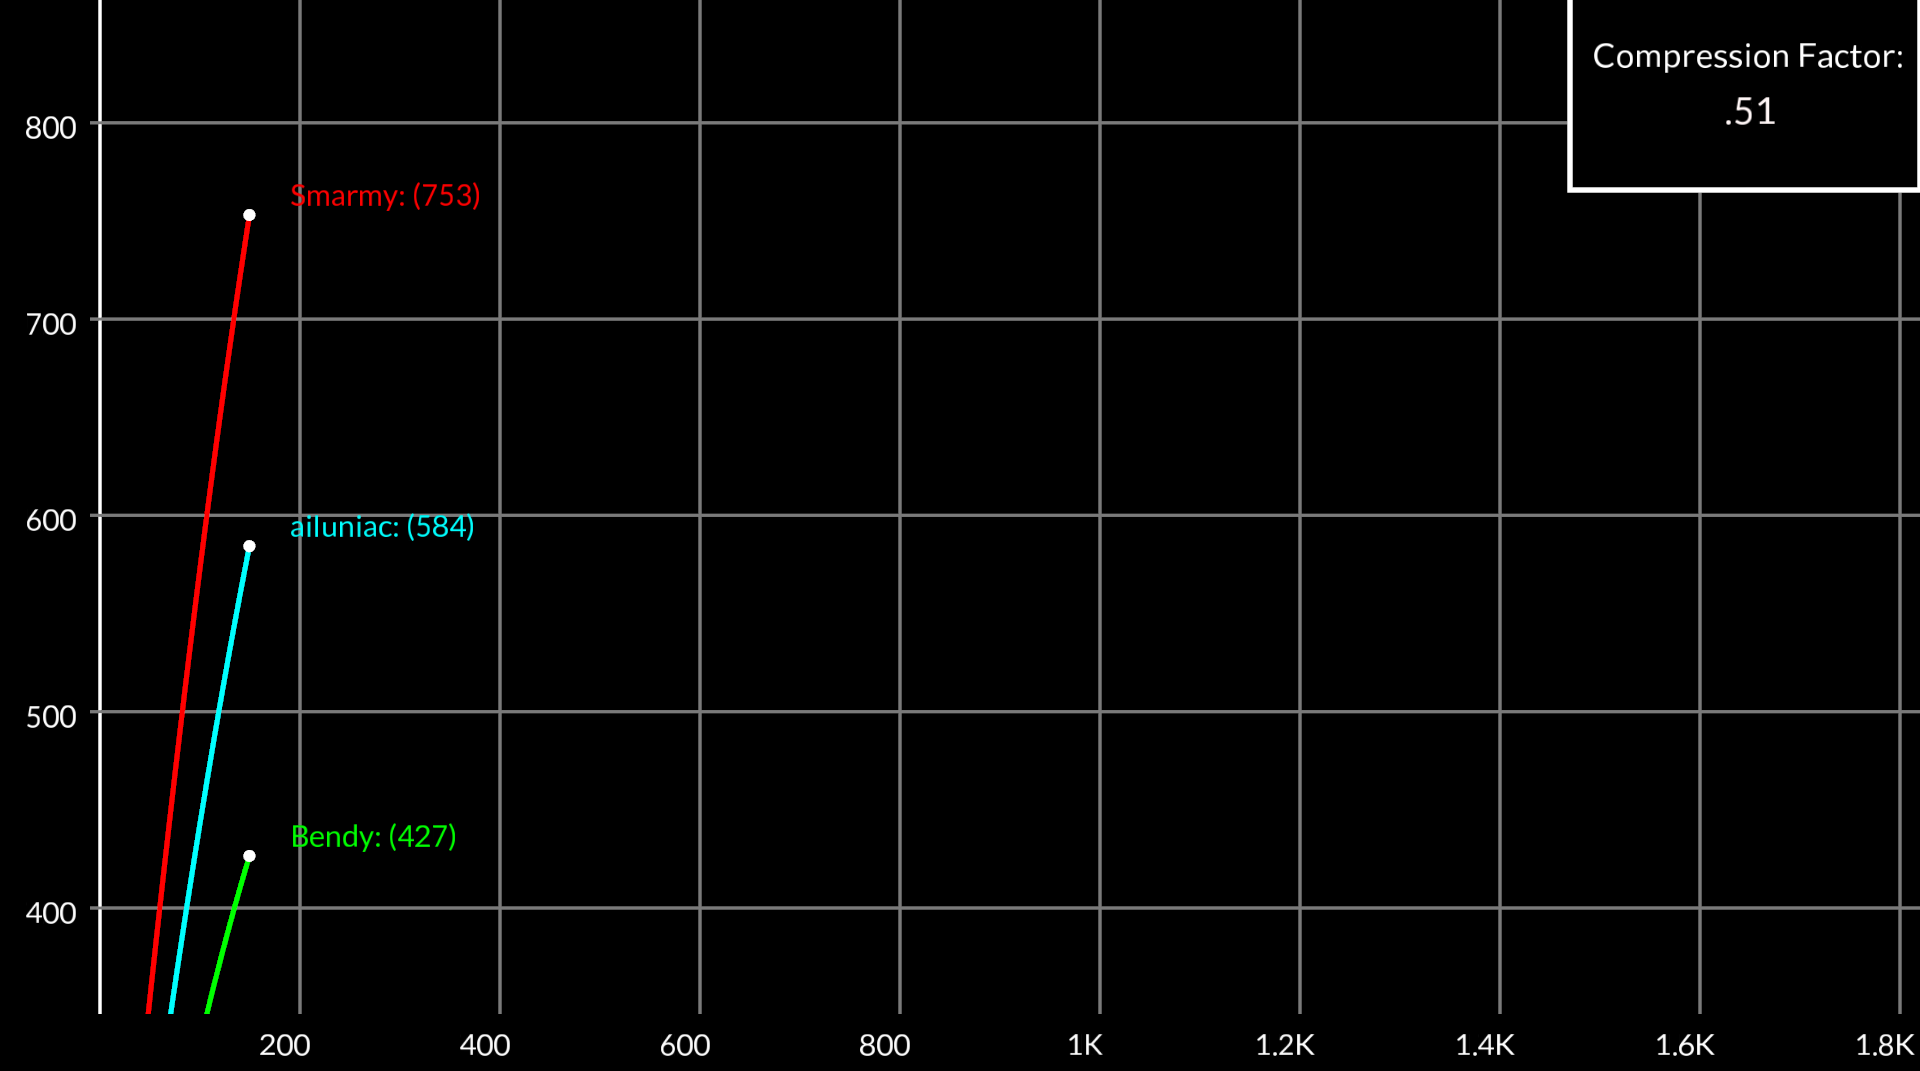 Compression Factor:
.51
800
Smarmy: (753)
700
600
ailuniac: (584)
500
Bendy: (427)
400
200 400 600 800 1K 1.2K 1.4K 1.6K 1.8K